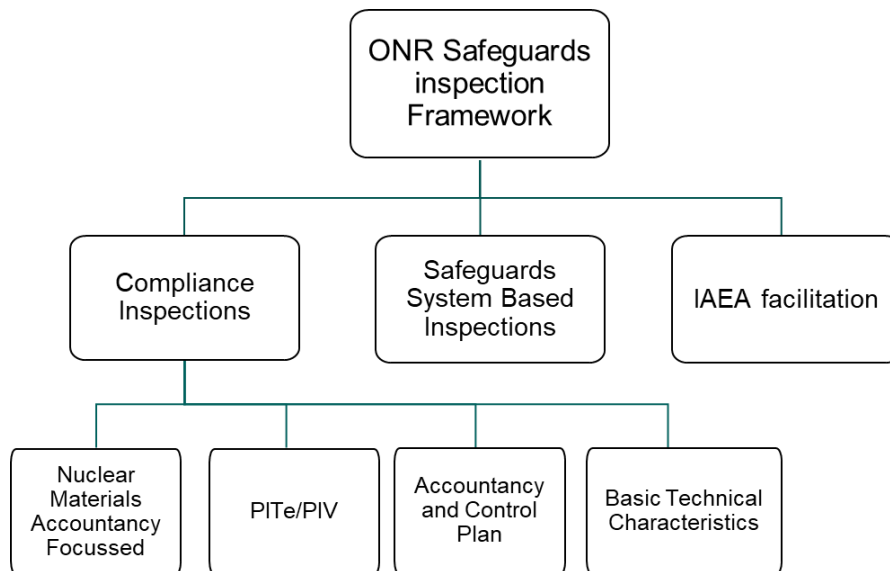 ONR Safeguards
inspection
Framework
Compliance
Inspections
Safeguards
System Based
Inspections
IAEA facilitation
Nuclear
Materials
Accountancy
Focussed
PITe/PIV
Accountancy
and Control
Plan
Basic Technical
Characteristics